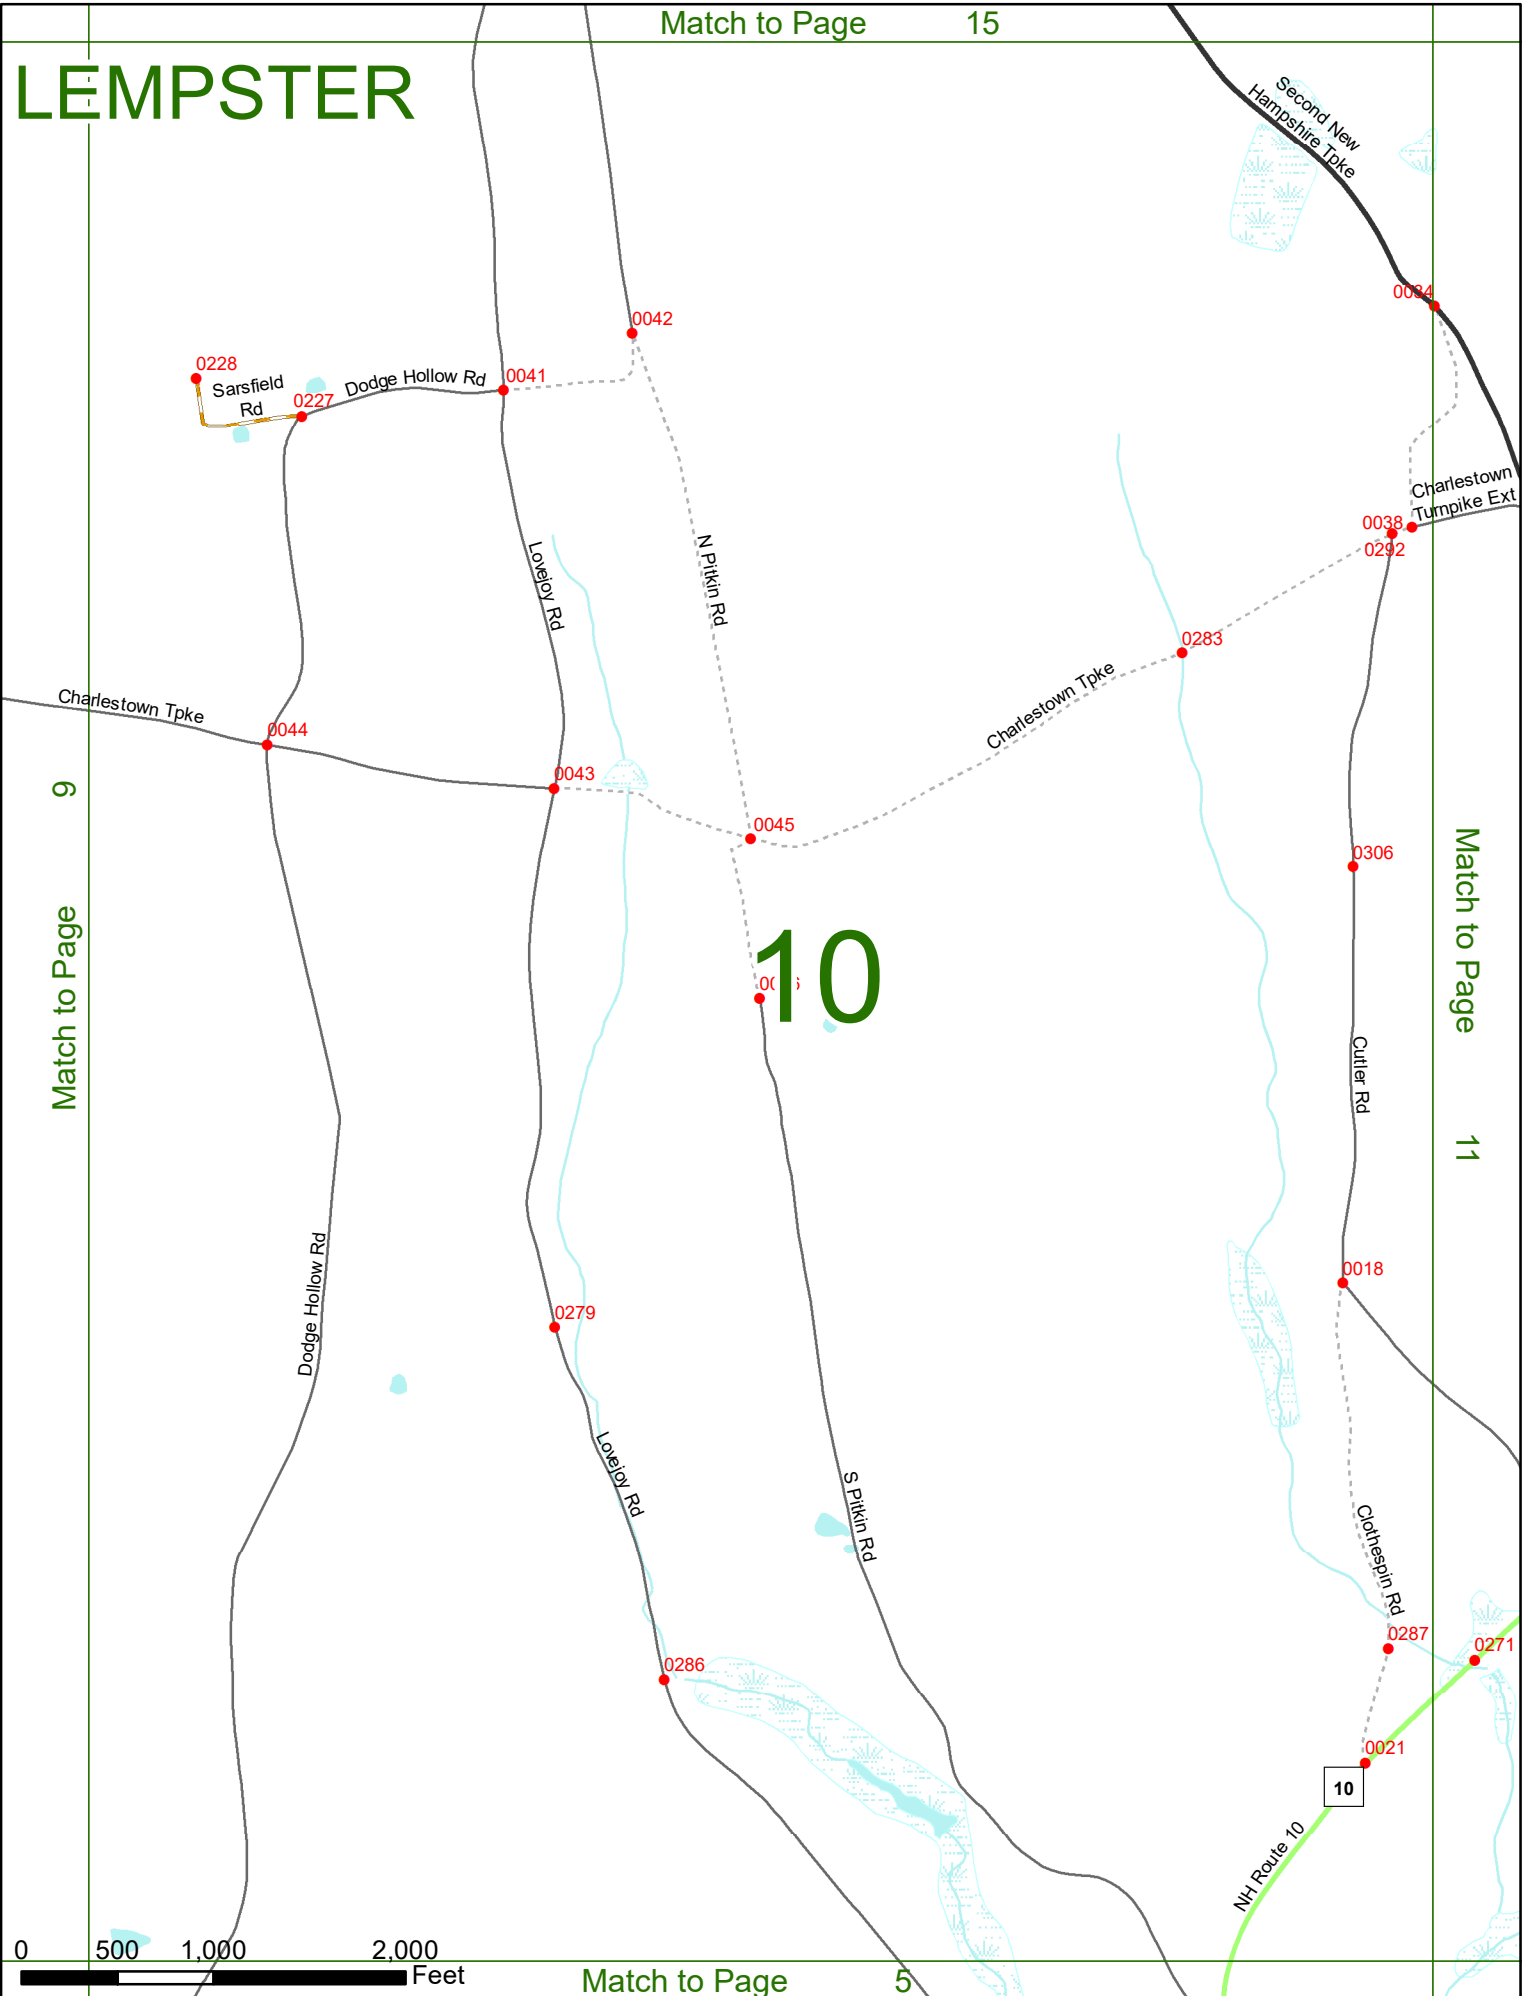 Match to Page 15
LEMPSTER
Second New
Hampshire Tpke
0034
0042
0228
Sarsfield
Rd
0227
Dodge Hollow Rd
0041
Charlestown
Turnpike Ext
0038
0292
Lovejoy Rd
N Pitkin Rd
0283
Charlestown Tpke
Charlestown Tpke
0044
0043
0045
0306
9
Match to Page
Match to Page
11
10
Cutler Rd
0018
Dodge Hollow Rd
0279
Lovejoy Rd
S Pitkin Rd
Clothespin Rd
0287
0271
0286
0021
10
NH Route 10
0 500 1,000 2,000
Feet
Match to Page 5